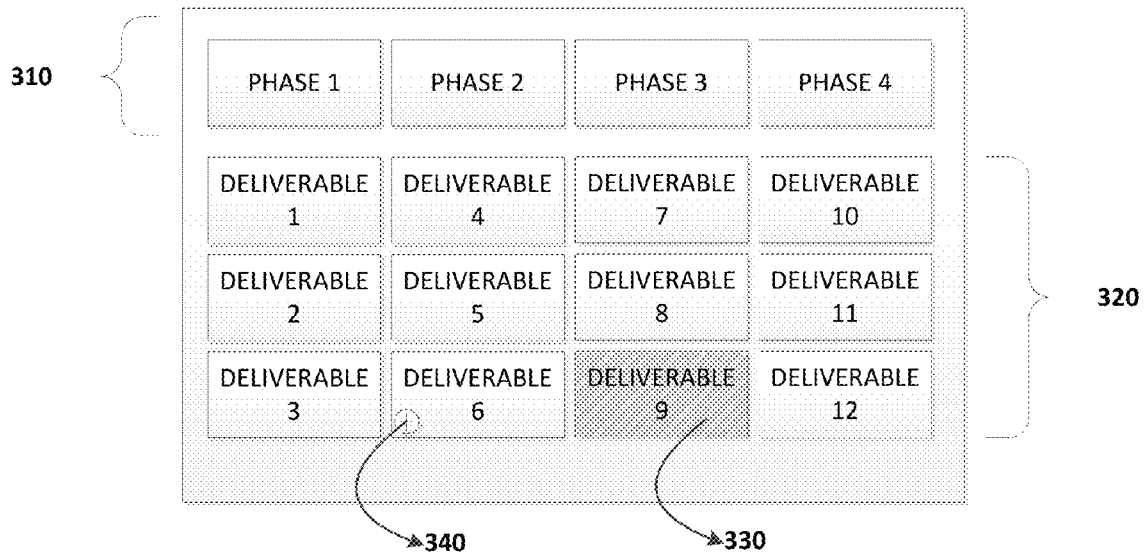 310
PHASE 1 PHASE 2 PHASE 3 PHASE 4
DELIVERABLE DELIVERABLE DELIVERABLE DELIVERABLE
1 4 7 10
DELIVERABLE DELIVERABLE DELIVERABLE DELIVERABLE
2 5 8 11
320
DELIVERABLE DELIVERABLE DELIVERABLE DELIVERABLE
3 6 9 12
340 330